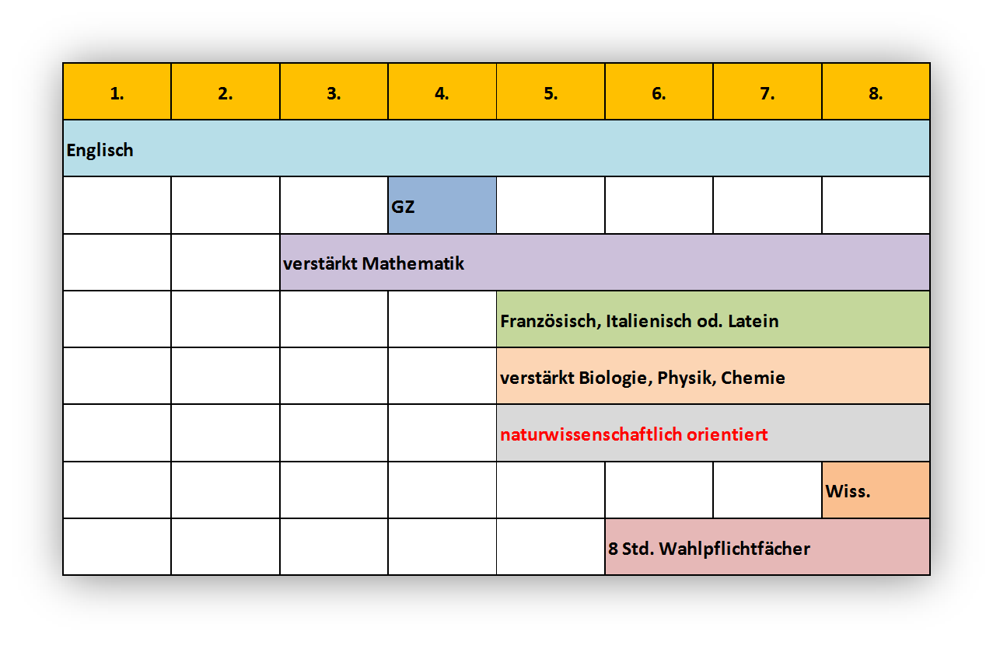 1. 2. 3. 4. 5. 6. 7. 8.
Englisch
GZ
verstärkt Mathematik
Französisch, Italienisch od. Latein
verstärkt Biologie, Physik, Chemie
naturwissenschaftlich orientiert
Wiss.
8 Std. Wahlpflichtfächer